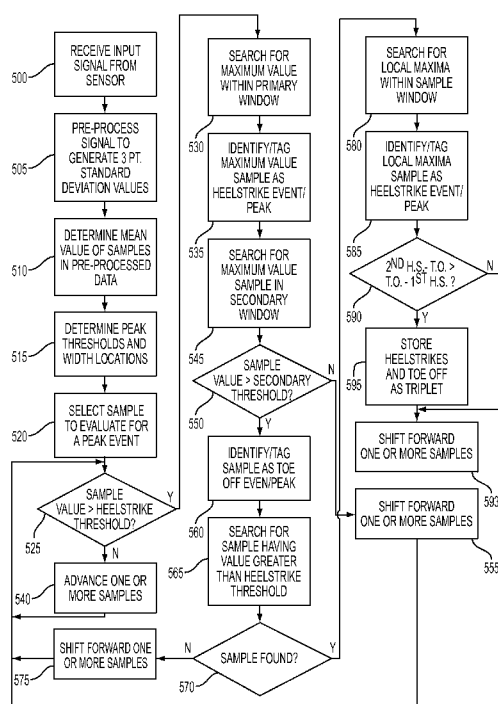 500
RECEIVE INPUT
SIGNAL FROM
SENSOR
505
PRE-PROCESS
SIGNAL TO
GENERATE 3 PT.
STANDARD
DEVIATION VALUES
510
DETERMINE MEAN
VALUE OF SAMPLES
IN PRE-PROCESSED
DATA
515
DETERMINE PEAK
THRESHOLDS AND
WIDTH LOCATIONS
520
SELECT SAMPLE
TO EVALUATE FOR
A PEAK EVENT
525
SAMPLE
VALUE > HEELSTRIKE
THRESHOLD?
Y
N
540
ADVANCE ONE OR
MORE SAMPLES
575
SHIFT FORWARD ONE
OR MORE SAMPLES
SEARCH FOR
MAXIMUM VALUE
WITHIN PRIMARY
WINDOW
530
IDENTIFY/TAG
MAXIMUM VALUE
SAMPLE AS
HEELSTRIKE EVENT/
PEAK
535
SEARCH FOR
MAXIMUM VALUE
SAMPLE IN
SECONDARY
WINDOW
545
SAMPLE
VALUE > SECONDARY
THRESHOLD?
550
N
Y
IDENTIFY/TAG
SAMPLE AS TOE
OFF EVEN/PEAK
560
SEARCH FOR
SAMPLE HAVING
VALUE GREATER
THAN HEELSTRIKE
THRESHOLD
565
N
SAMPLE FOUND?
Y
570
SEARCH FOR
LOCAL MAXIMA
WITHIN SAMPLE
WINDOW
580
IDENTIFY/TAG
LOCAL MAXIMA
SAMPLE AS
HEELSTRIKE EVENT/
PEAK
585
2ND H.S.- T.O. >
T.O. - 1ST H.S. ?
N
590
Y
STORE
HEELSTRIKES
AND TOE OFF
AS TRIPLET
595
SHIFT FORWARD
ONE OR MORE SAMPLES
593
SHIFT FORWARD
ONE OR MORE SAMPLES
555